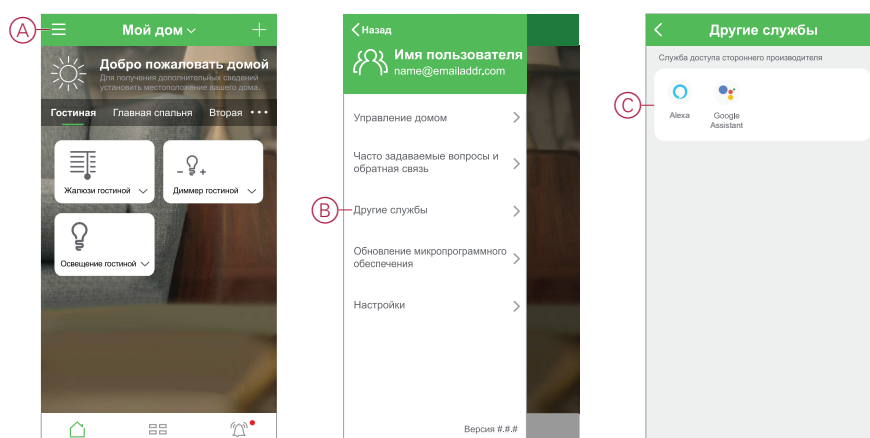 A
Мой дом
Добро пожаловать домой
Для получения дополнительных сведений
установить местоположение вашего дома.
Гостиная Главная спальня Вторая
Жалюзи гостиной
Диммер гостиной
Освещение гостиной
Назад
Имя пользователя
name@emailaddr.com
Управление домом
Часто задаваемые вопросы и
обратная связь
B
Другие службы
Обновление микропрограммного
обеспечения
Настройки
Версия #.#.#
Другие службы
Служба доступа стороннего производителя
C
Alexa
Google
Assistant